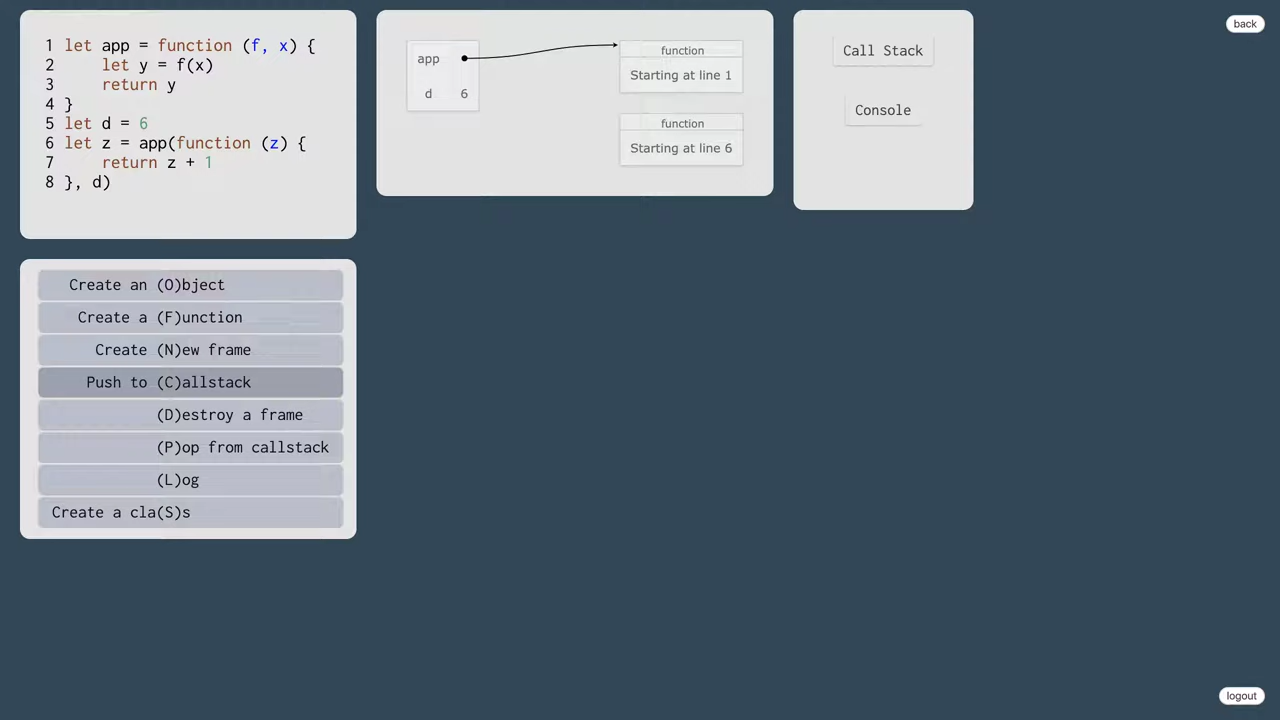 1 let app = function (f, x) {
2     let y = f(x)
3     return y
4 }
5 let d = 6
6 let z = app(function (z) {
7     return z + 1
8 }, d)
Create an (O)bject
Create a (F)unction
Create (N)ew frame
Push to (C)allstack
(D)estroy a frame
(P)op from callstack
(L)og
Create a cla(S)s
app
d 6
function
Starting at line 1
function
Starting at line 6
Call Stack
Console
back
logout